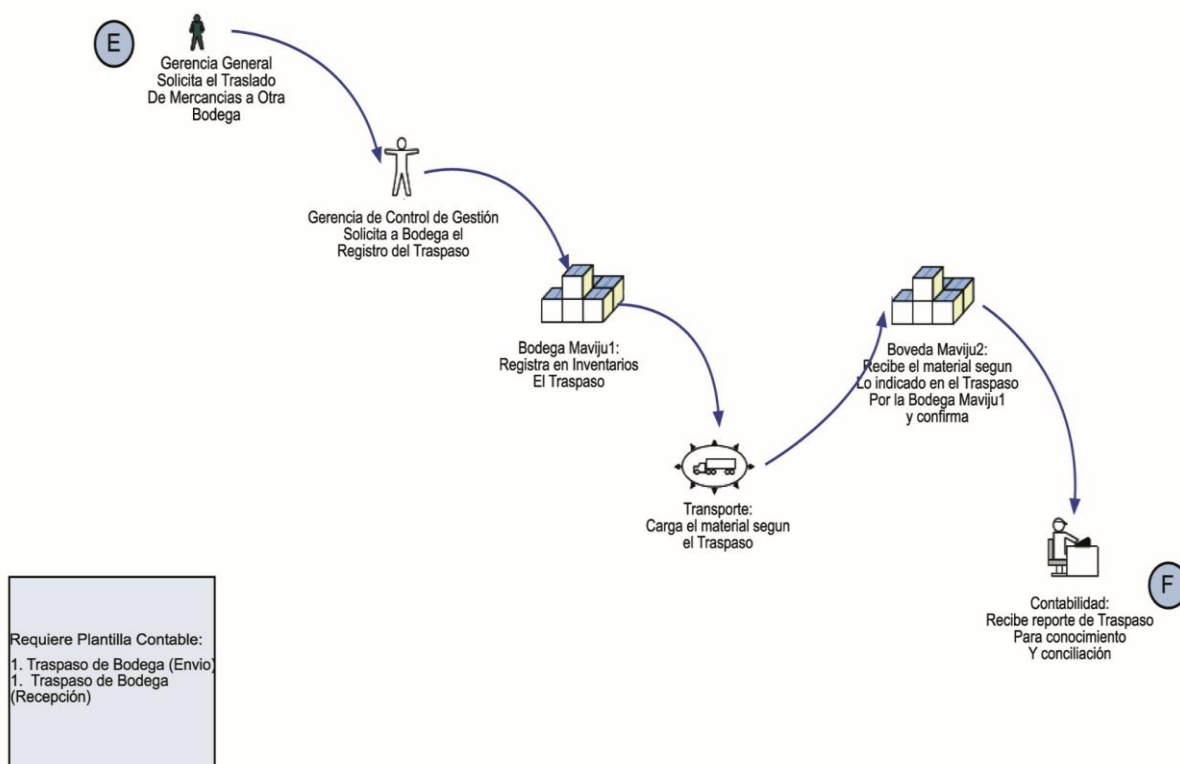 E
Gerencia General
Solicita el Traslado
De Mercancias a Otra
Bodega
Gerencia de Control de Gestión
Solicita a Bodega el
Registro del Traspaso
Bodega Maviju1:
Registra en Inventarios
El Traspaso
Boveda Maviju2:
Recibe el material segun
Lo indicado en el Traspaso
Por la Bodega Maviju1
y confirma
Transporte:
Carga el material segun
el Traspaso
F
Contabilidad:
Recibe reporte de Traspaso
Para conocimiento
Y conciliación
Requiere Plantilla Contable:
1. Traspaso de Bodega (Envio)
1. Traspaso de Bodega
(Recepción)